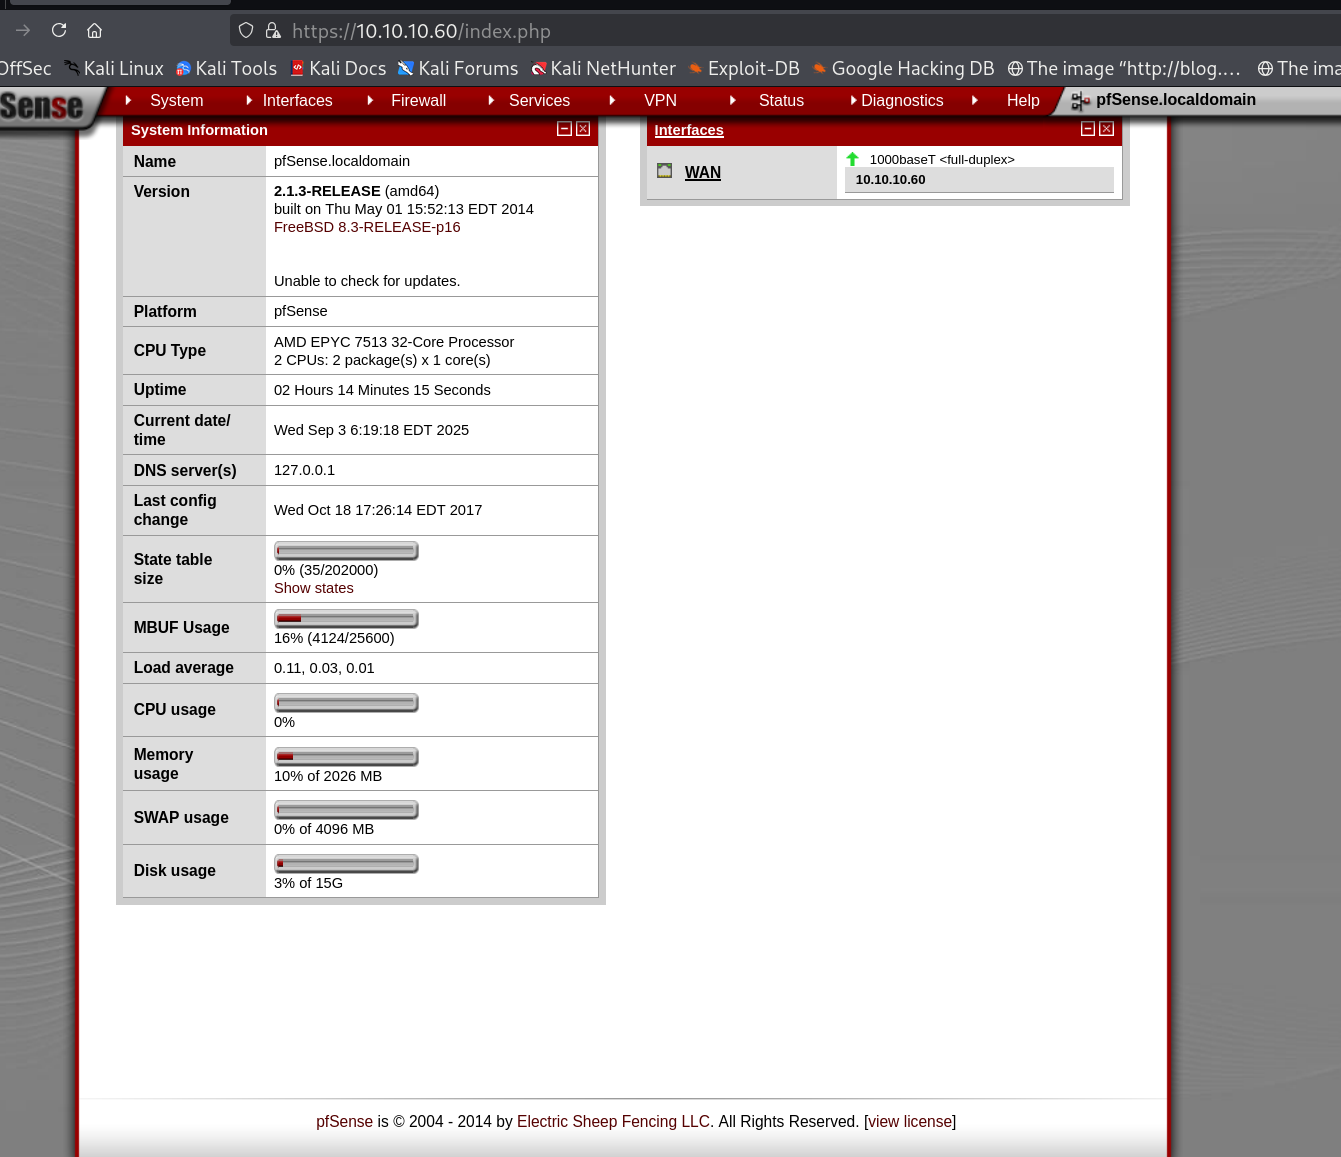 https://10.10.10.60/index.php
OffSec Kali Linux Kali Tools Kali Docs Kali Forums Kali NetHunter Exploit-DB Google Hacking DB The image “http://blog.… The ima
Sense System Interfaces Firewall Services VPN Status Diagnostics Help pfSense.localdomain
System Information
Name pfSense.localdomain
Version 2.1.3-RELEASE (amd64)
built on Thu May 01 15:52:13 EDT 2014
FreeBSD 8.3-RELEASE-p16
Unable to check for updates.
Platform pfSense
CPU Type AMD EPYC 7513 32-Core Processor
2 CPUs: 2 package(s) x 1 core(s)
Uptime 02 Hours 14 Minutes 15 Seconds
Current date/
time Wed Sep 3 6:19:18 EDT 2025
DNS server(s) 127.0.0.1
Last config
change Wed Oct 18 17:26:14 EDT 2017
State table
size 0% (35/202000)
Show states
MBUF Usage 16% (4124/25600)
Load average 0.11, 0.03, 0.01
CPU usage 0%
Memory
usage 10% of 2026 MB
SWAP usage 0% of 4096 MB
Disk usage 3% of 15G
Interfaces
WAN 1000baseT <full-duplex>
10.10.10.60
pfSense is © 2004 - 2014 by Electric Sheep Fencing LLC. All Rights Reserved. [view license]